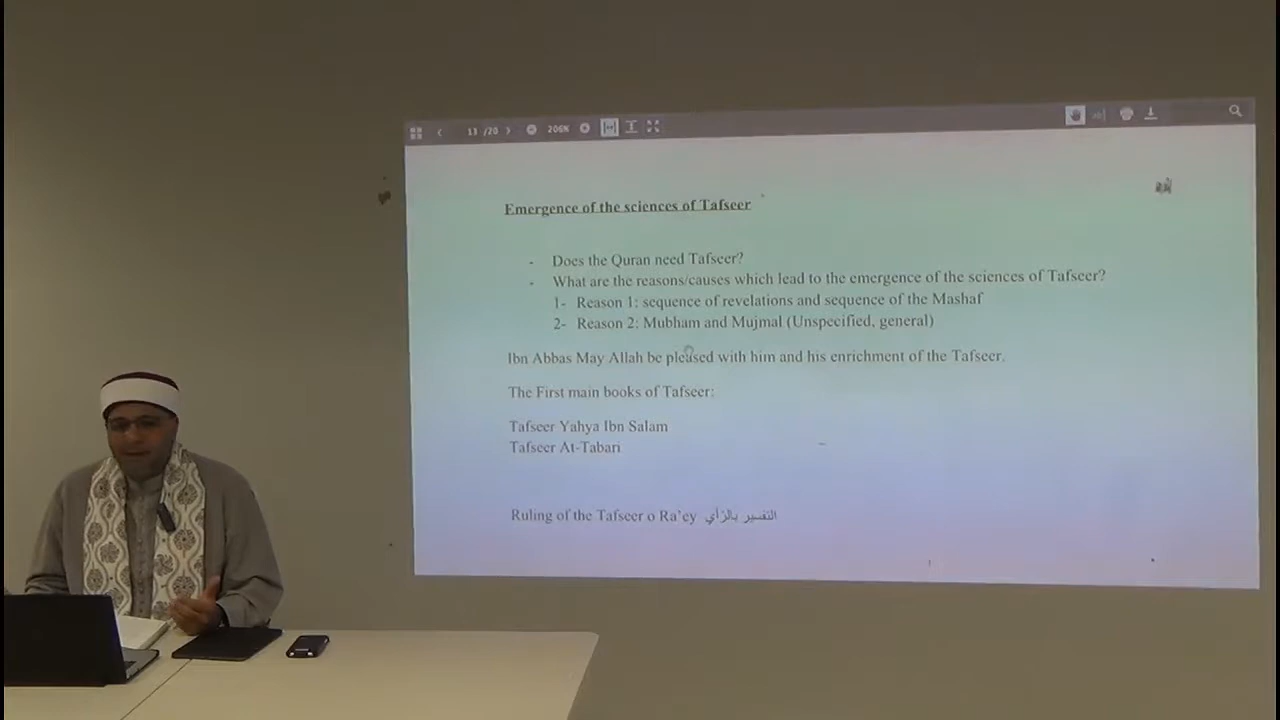 13 /20
206%
Emergence of the sciences of Tafseer
- Does the Quran need Tafseer?
- What are the reasons/causes which lead to the emergence of the sciences of Tafseer?
1- Reason 1: sequence of revelations and sequence of the Mashaf
2- Reason 2: Mubham and Mujmal (Unspecified, general)
Ibn Abbas May Allah be pleased with him and his enrichment of the Tafseer.
The First main books of Tafseer:
Tafseer Yahya Ibn Salam
Tafseer At-Tabari
Ruling of the Tafseer o Ra’ey التفسير بالرأي